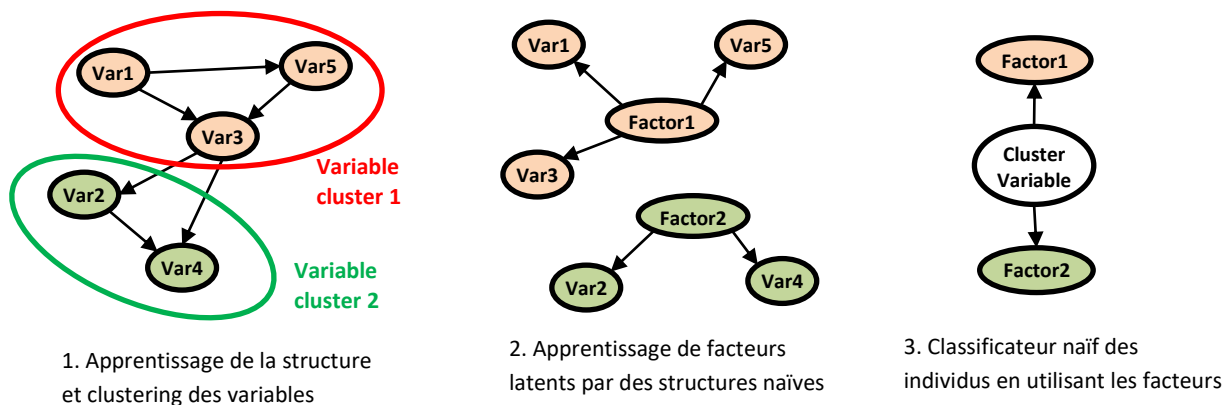 Var1
Var5
Var3
Variable
cluster 1
Var2
Var4
Variable
cluster 2
1. Apprentissage de la structure
et clustering des variables
Var1
Var5
Factor1
Var3
Factor2
Var2
Var4
2. Apprentissage de facteurs
latents par des structures naïves
Factor1
Cluster
Variable
Factor2
3. Classificateur naïf des
individus en utilisant les facteurs